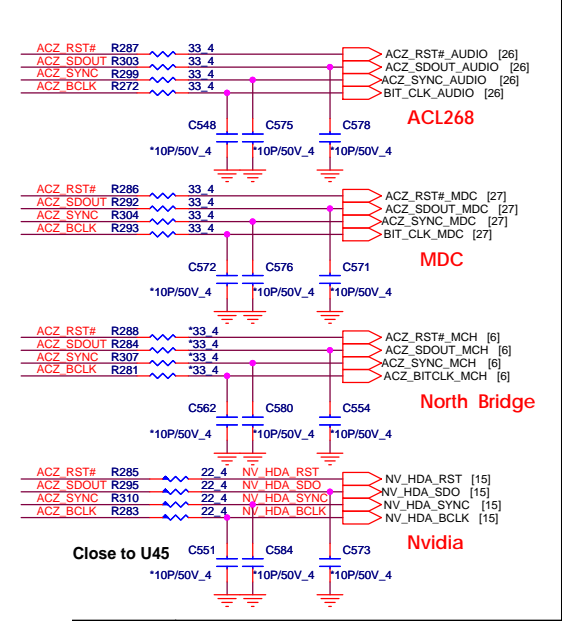 ACZ_RST# R287 33_4 ACZ_RST#_AUDIO [26]
ACZ_SDOUT R303 33_4 ACZ_SDOUT_AUDIO [26]
ACZ_SYNC R299 33_4 ACZ_SYNC_AUDIO [26]
ACZ_BCLK R272 33_4 BIT_CLK_AUDIO [26]
ACL268
C548 C575 C578
*10P/50V_4 *10P/50V_4 *10P/50V_4
ACZ_RST# R286 33_4 ACZ_RST#_MDC [27]
ACZ_SDOUT R292 33_4 ACZ_SDOUT_MDC [27]
ACZ_SYNC R304 33_4 ACZ_SYNC_MDC [27]
ACZ_BCLK R293 33_4 BIT_CLK_MDC [27]
MDC
C572 C576 C571
*10P/50V_4 *10P/50V_4 *10P/50V_4
ACZ_RST# R288 *33_4 ACZ_RST#_MCH [6]
ACZ_SDOUT R284 *33_4 ACZ_SDOUT_MCH [6]
ACZ_SYNC R307 *33_4 ACZ_SYNC_MCH [6]
ACZ_BCLK R281 *33_4 ACZ_BITCLK_MCH [6]
North Bridge
C562 C580 C554
*10P/50V_4 *10P/50V_4 *10P/50V_4
ACZ_RST# R285 22_4 NV_HDA_RST NV_HDA_RST [15]
ACZ_SDOUT R295 22_4 NV_HDA_SDO NV_HDA_SDO [15]
ACZ_SYNC R310 22_4 NV_HDA_SYNC NV_HDA_SYNC [15]
ACZ_BCLK R283 22_4 NV_HDA_BCLK NV_HDA_BCLK [15]
Nvidia
Close to U45 C551 C584 C573
*10P/50V_4 *10P/50V_4 *10P/50V_4